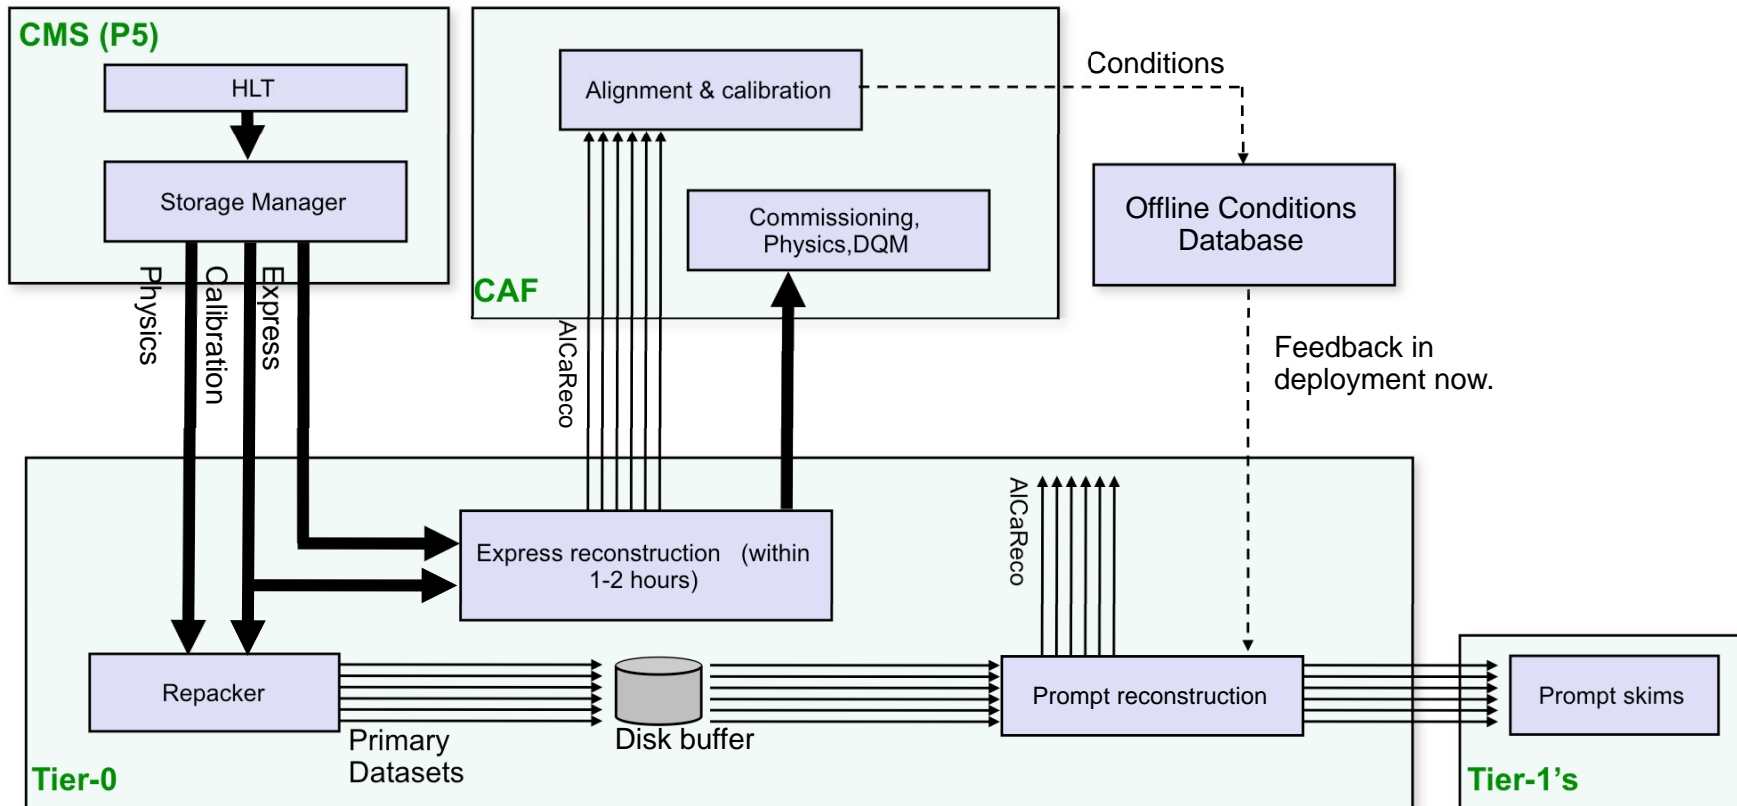 CMS (P5)
HLT
Storage Manager
Physics
Calibration
Express
CAF
Alignment & calibration
Commissioning,
Physics,DQM
AlCaReco
Conditions
Offline Conditions
Database
Feedback in
deployment now.
Express reconstruction (within
1-2 hours)
AlCaReco
Repacker
Primary
Datasets
Disk buffer
Prompt reconstruction
Prompt skims
Tier-0
Tier-1’s